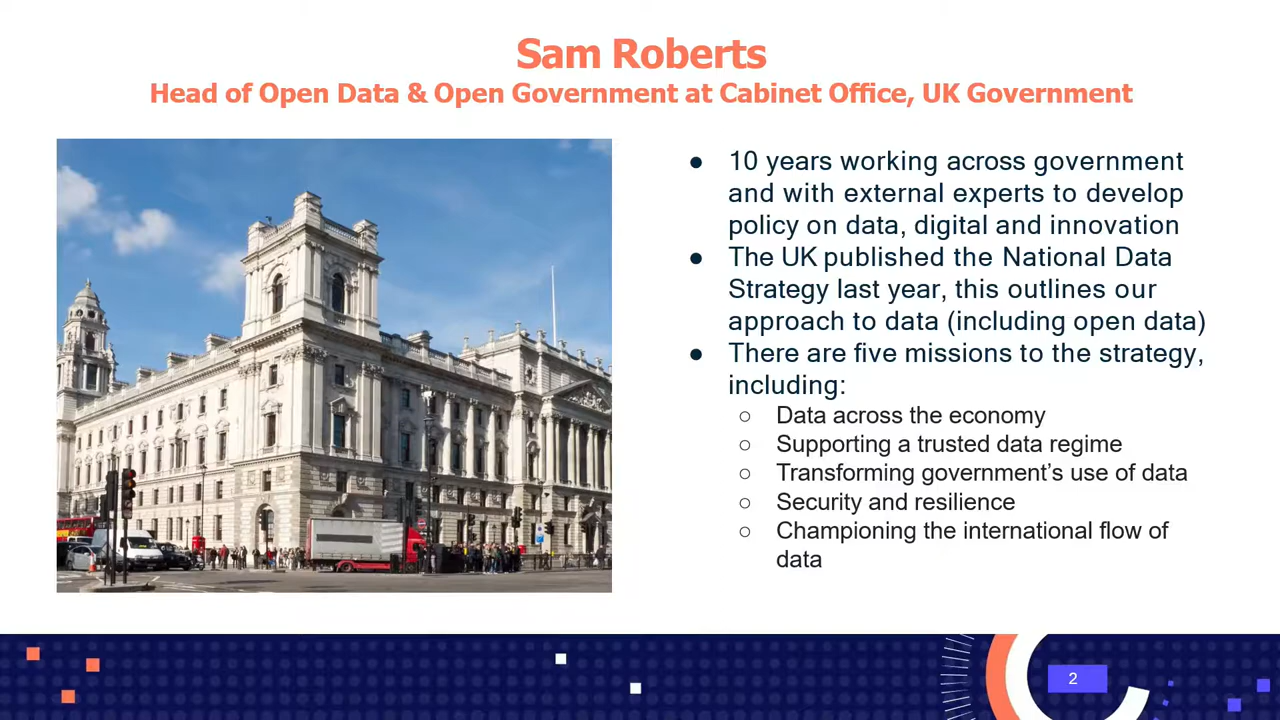 Sam Roberts
Head of Open Data & Open Government at Cabinet Office, UK Government
● 10 years working across government
and with external experts to develop
policy on data, digital and innovation
● The UK published the National Data
Strategy last year, this outlines our
approach to data (including open data)
● There are five missions to the strategy,
including:
○ Data across the economy
○ Supporting a trusted data regime
○ Transforming government’s use of data
○ Security and resilience
○ Championing the international flow of
data
2